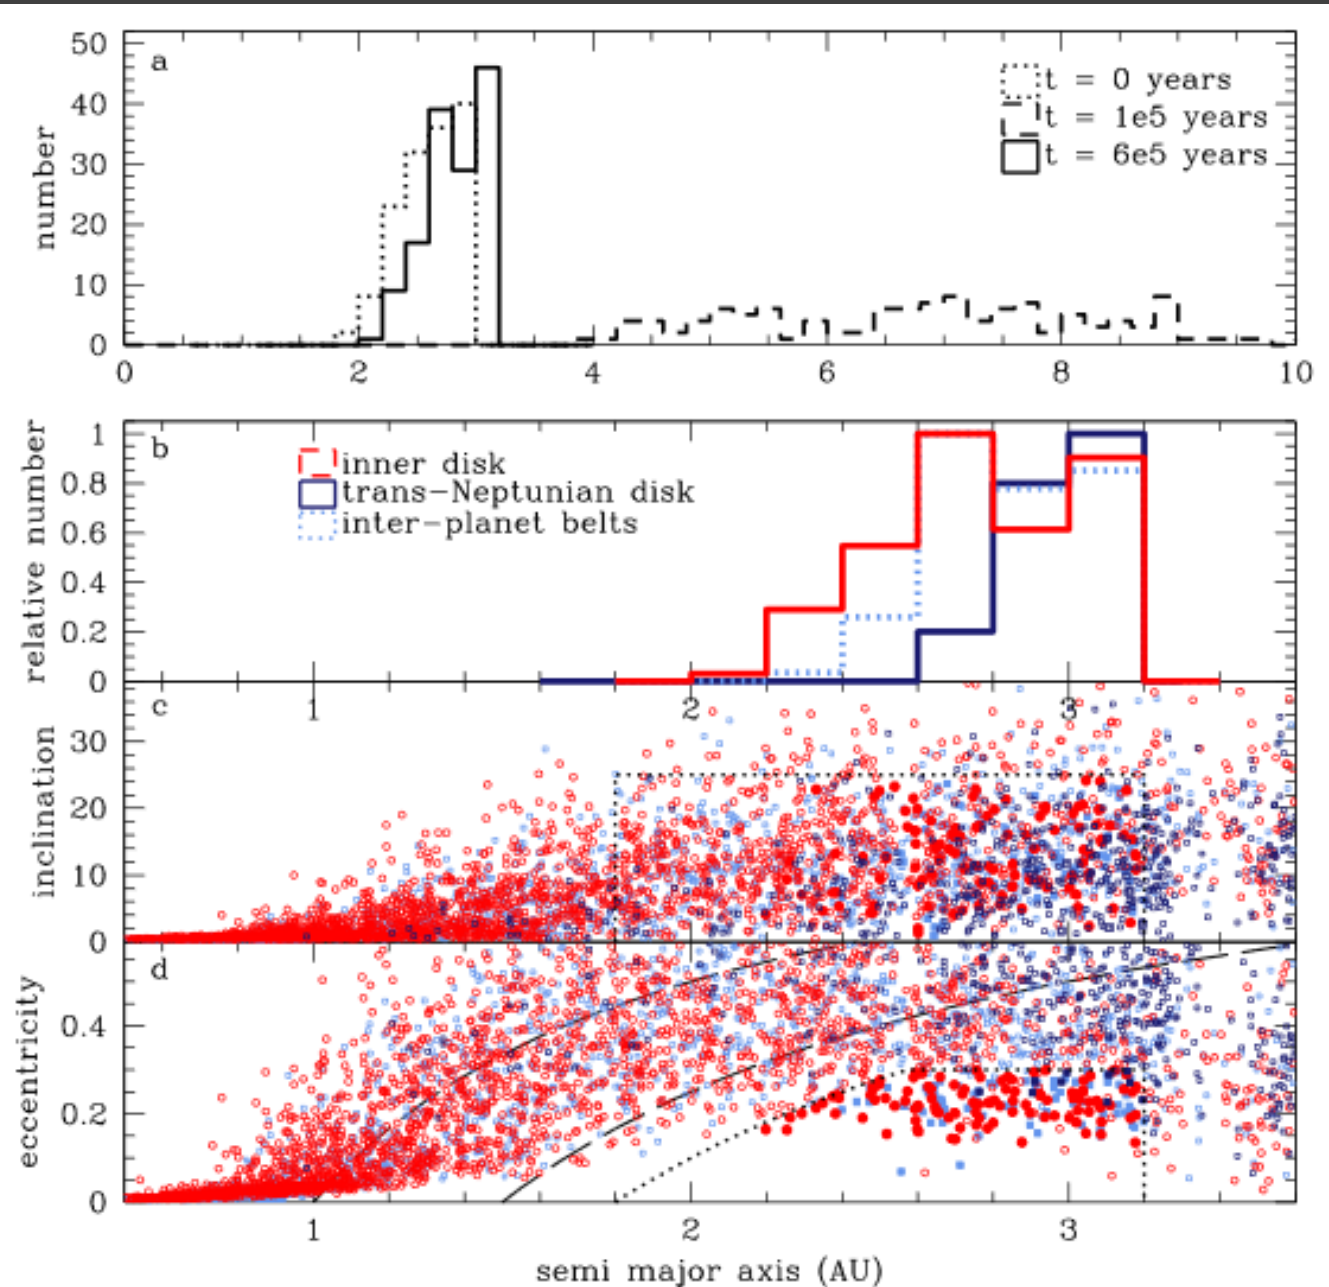 a
50
40
30
20
10
0
number
t = 0 years
t = 1e5 years
t = 6e5 years
0 2 4 6 8 10
b
1
0.8
0.6
0.4
0.2
0
relative number
inner disk
trans-Neptunian disk
inter-planet belts
1 2 3
c
30
20
10
0
inclination
d
0.4
0.2
0
eccentricity
1 2 3
semi major axis (AU)